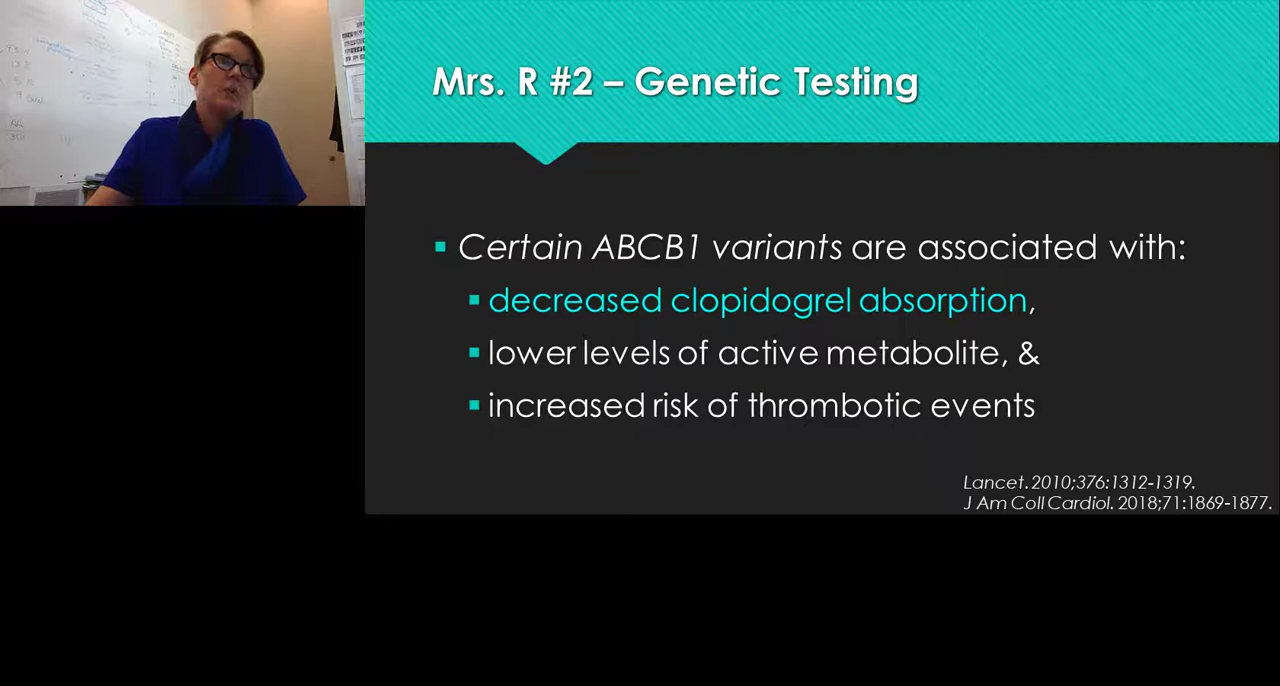 Mrs. R #2 – Genetic Testing
Certain ABCB1 variants are associated with:
decreased clopidogrel absorption,
lower levels of active metabolite, &
increased risk of thrombotic events
Lancet. 2010;376:1312-1319.
J Am Coll Cardiol. 2018;71:1869-1877.